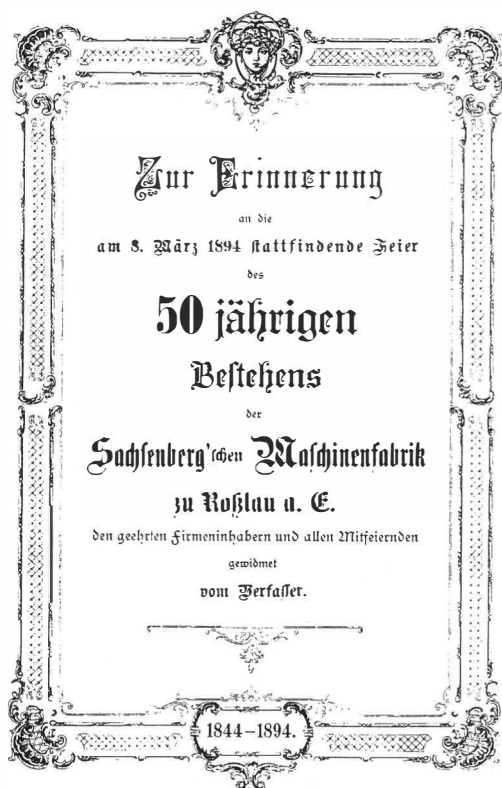 Zur Erinnerung
an die
am 8. März 1894 stattfindende Feier
des
50 jährigen
Bestehens
der
Sachsenberg'schen Maschinenfabrik
zu Roßlau a. E.
den geehrten Firmeninhabern und allen Mitfeiernden
gewidmet
vom Verfasser.
1844–1894.